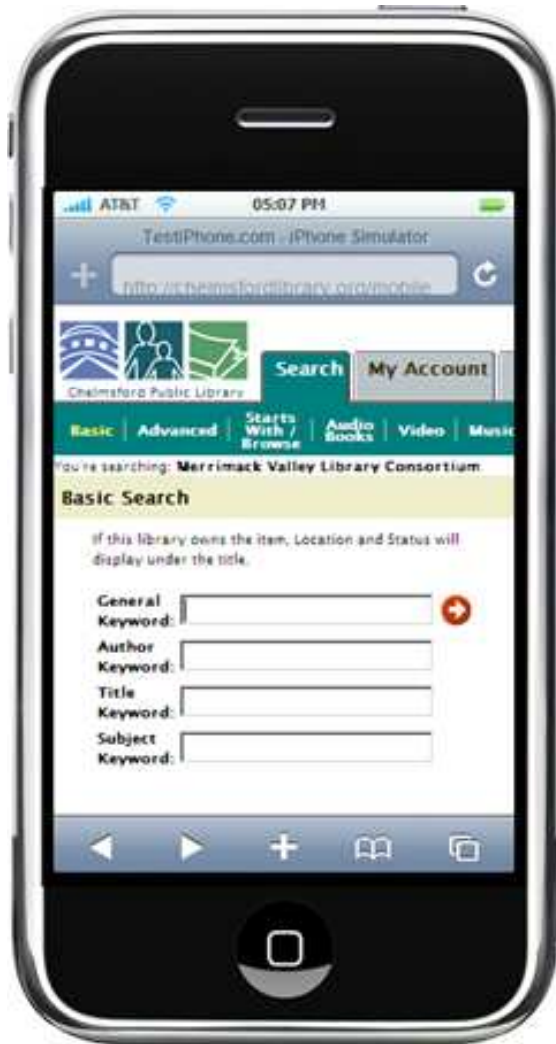 AT&T 05:07 PM
TestiPhone.com - iPhone Simulator
http://chelmsfordlibrary.org/mobile
Chelmsford Public Library
Search My Account
Basic | Advanced | Starts With / Browse | Audio Books | Video | Music
You're searching: Merrimack Valley Library Consortium
Basic Search
If this library owns the item, Location and Status will
display under the title.
General
Keyword:
Author
Keyword:
Title
Keyword:
Subject
Keyword: